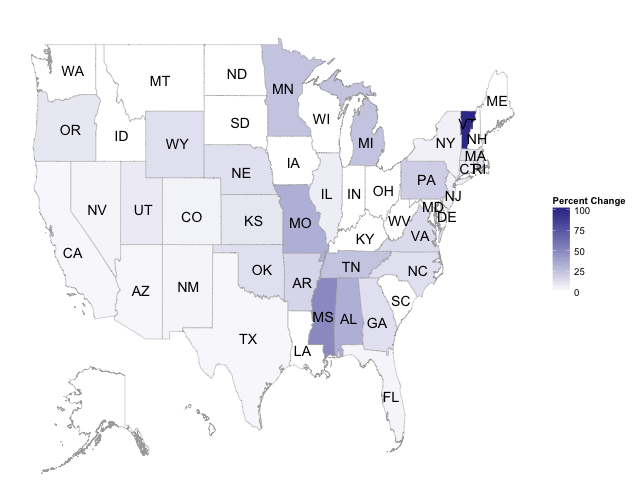 WA
MT
ND
MN
ME
OR
ID
SD
WI
MI
VT
NH
NY
WY
MA
CT
RI
IA
NE
PA
NJ
NV
UT
CO
KS
MO
IL
IN
OH
MD
DE
WV
VA
KY
CA
AZ
NM
OK
AR
TN
NC
SC
MS
AL
GA
TX
LA
FL
Percent Change
100
75
50
25
0